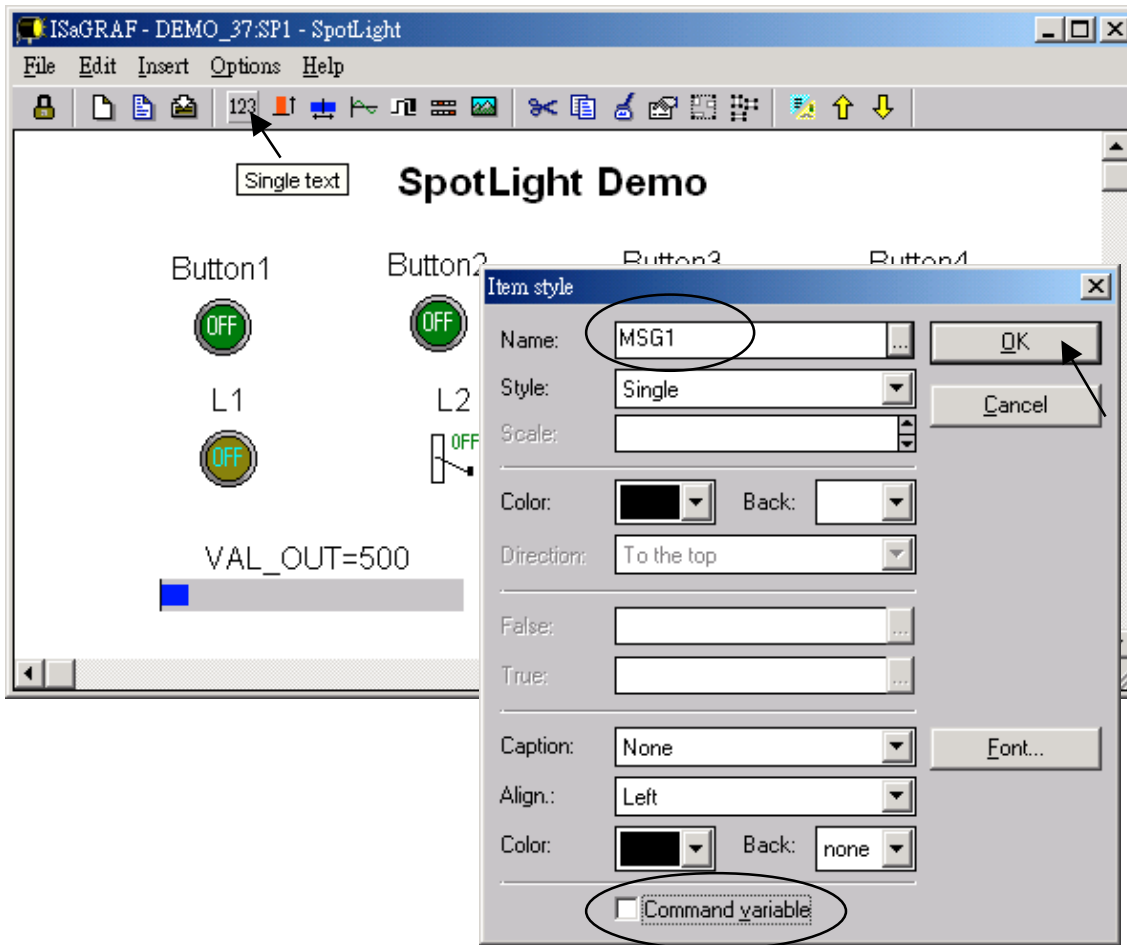 ISaGRAF - DEMO_37:SP1 - SpotLight
File Edit Insert Options Help
123
Single text
SpotLight Demo
Button1 Button2 Button3 Button4
OFF OFF
L1 L2
OFF OFF
VAL_OUT=500
Item style
Name: MSG1 ... OK
Style: Single Cancel
Scale:
Color: Back:
Direction: To the top
False: ...
True: ...
Caption: None Font...
Align.: Left
Color: Back: none
Command variable